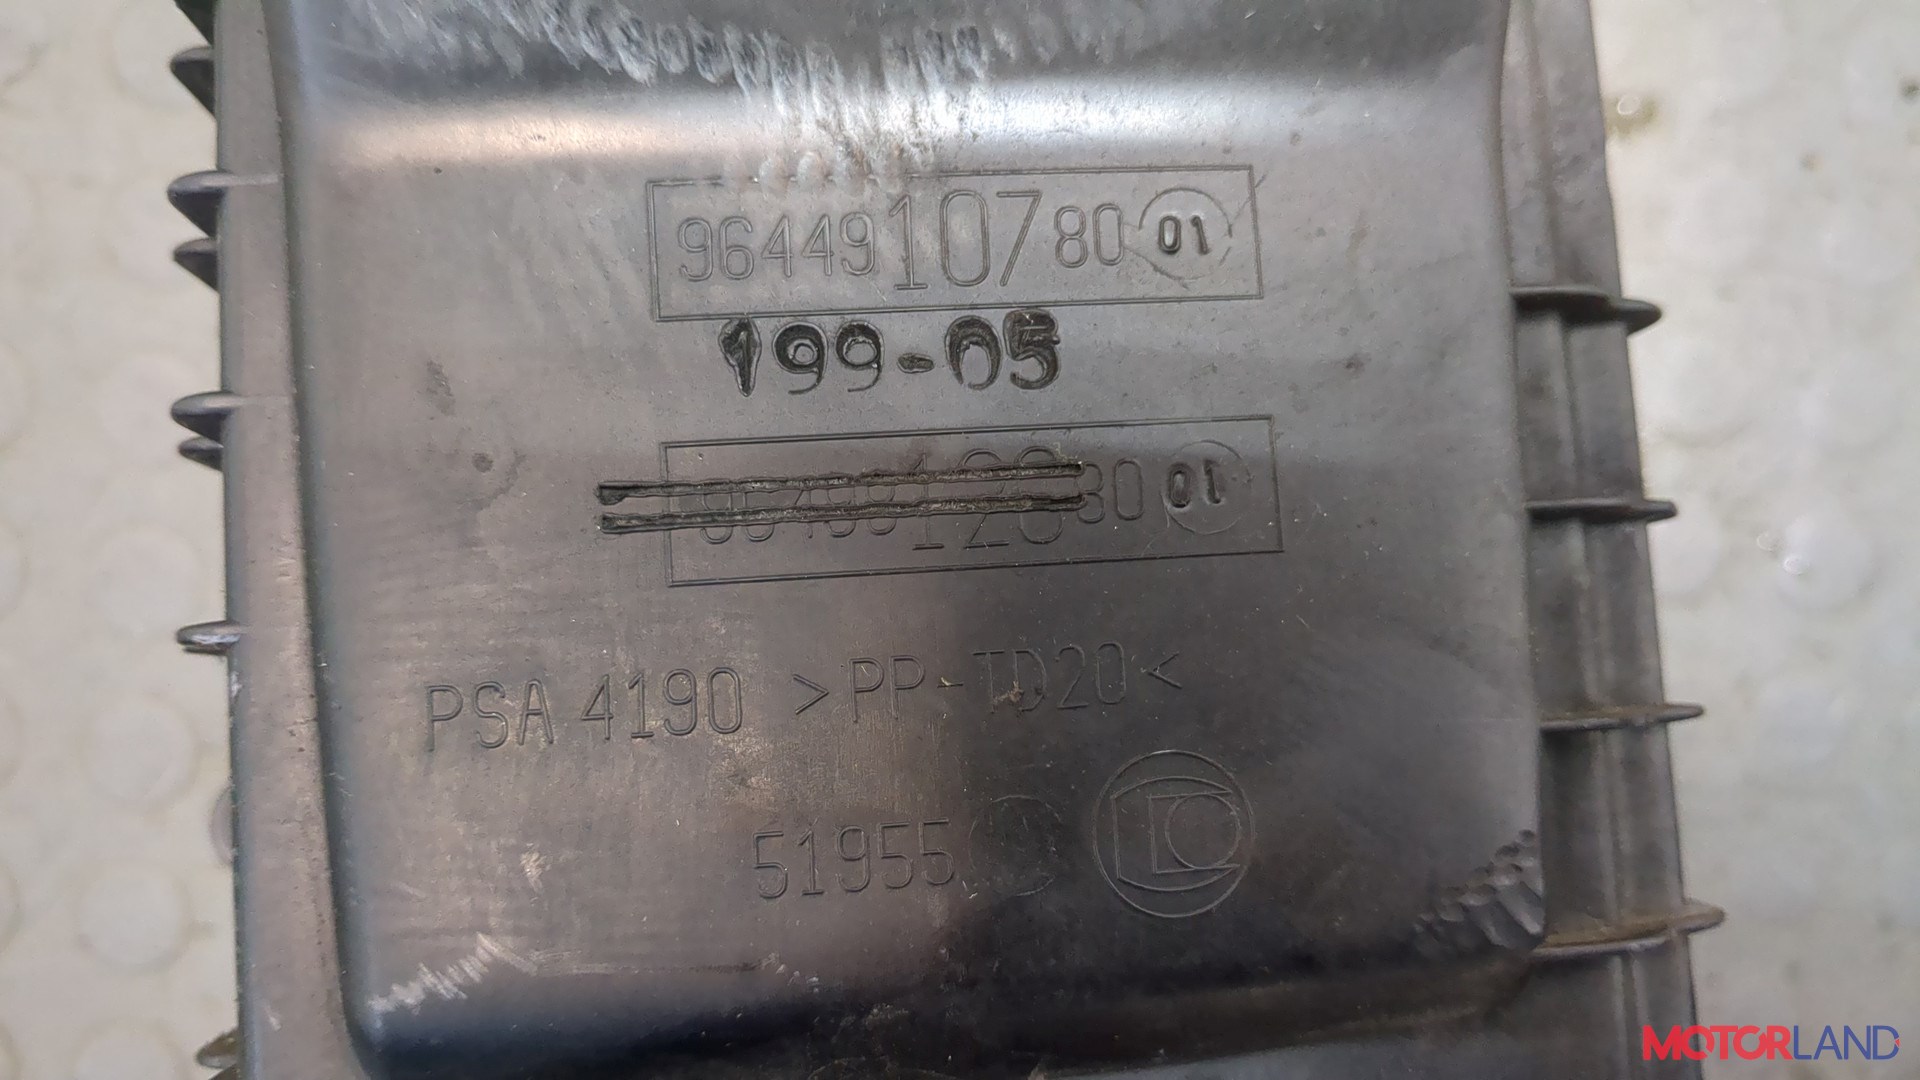 9644910780 01
199-05
80 01
PSA 4190 >PP-TD20<
51955
MOTORLAND